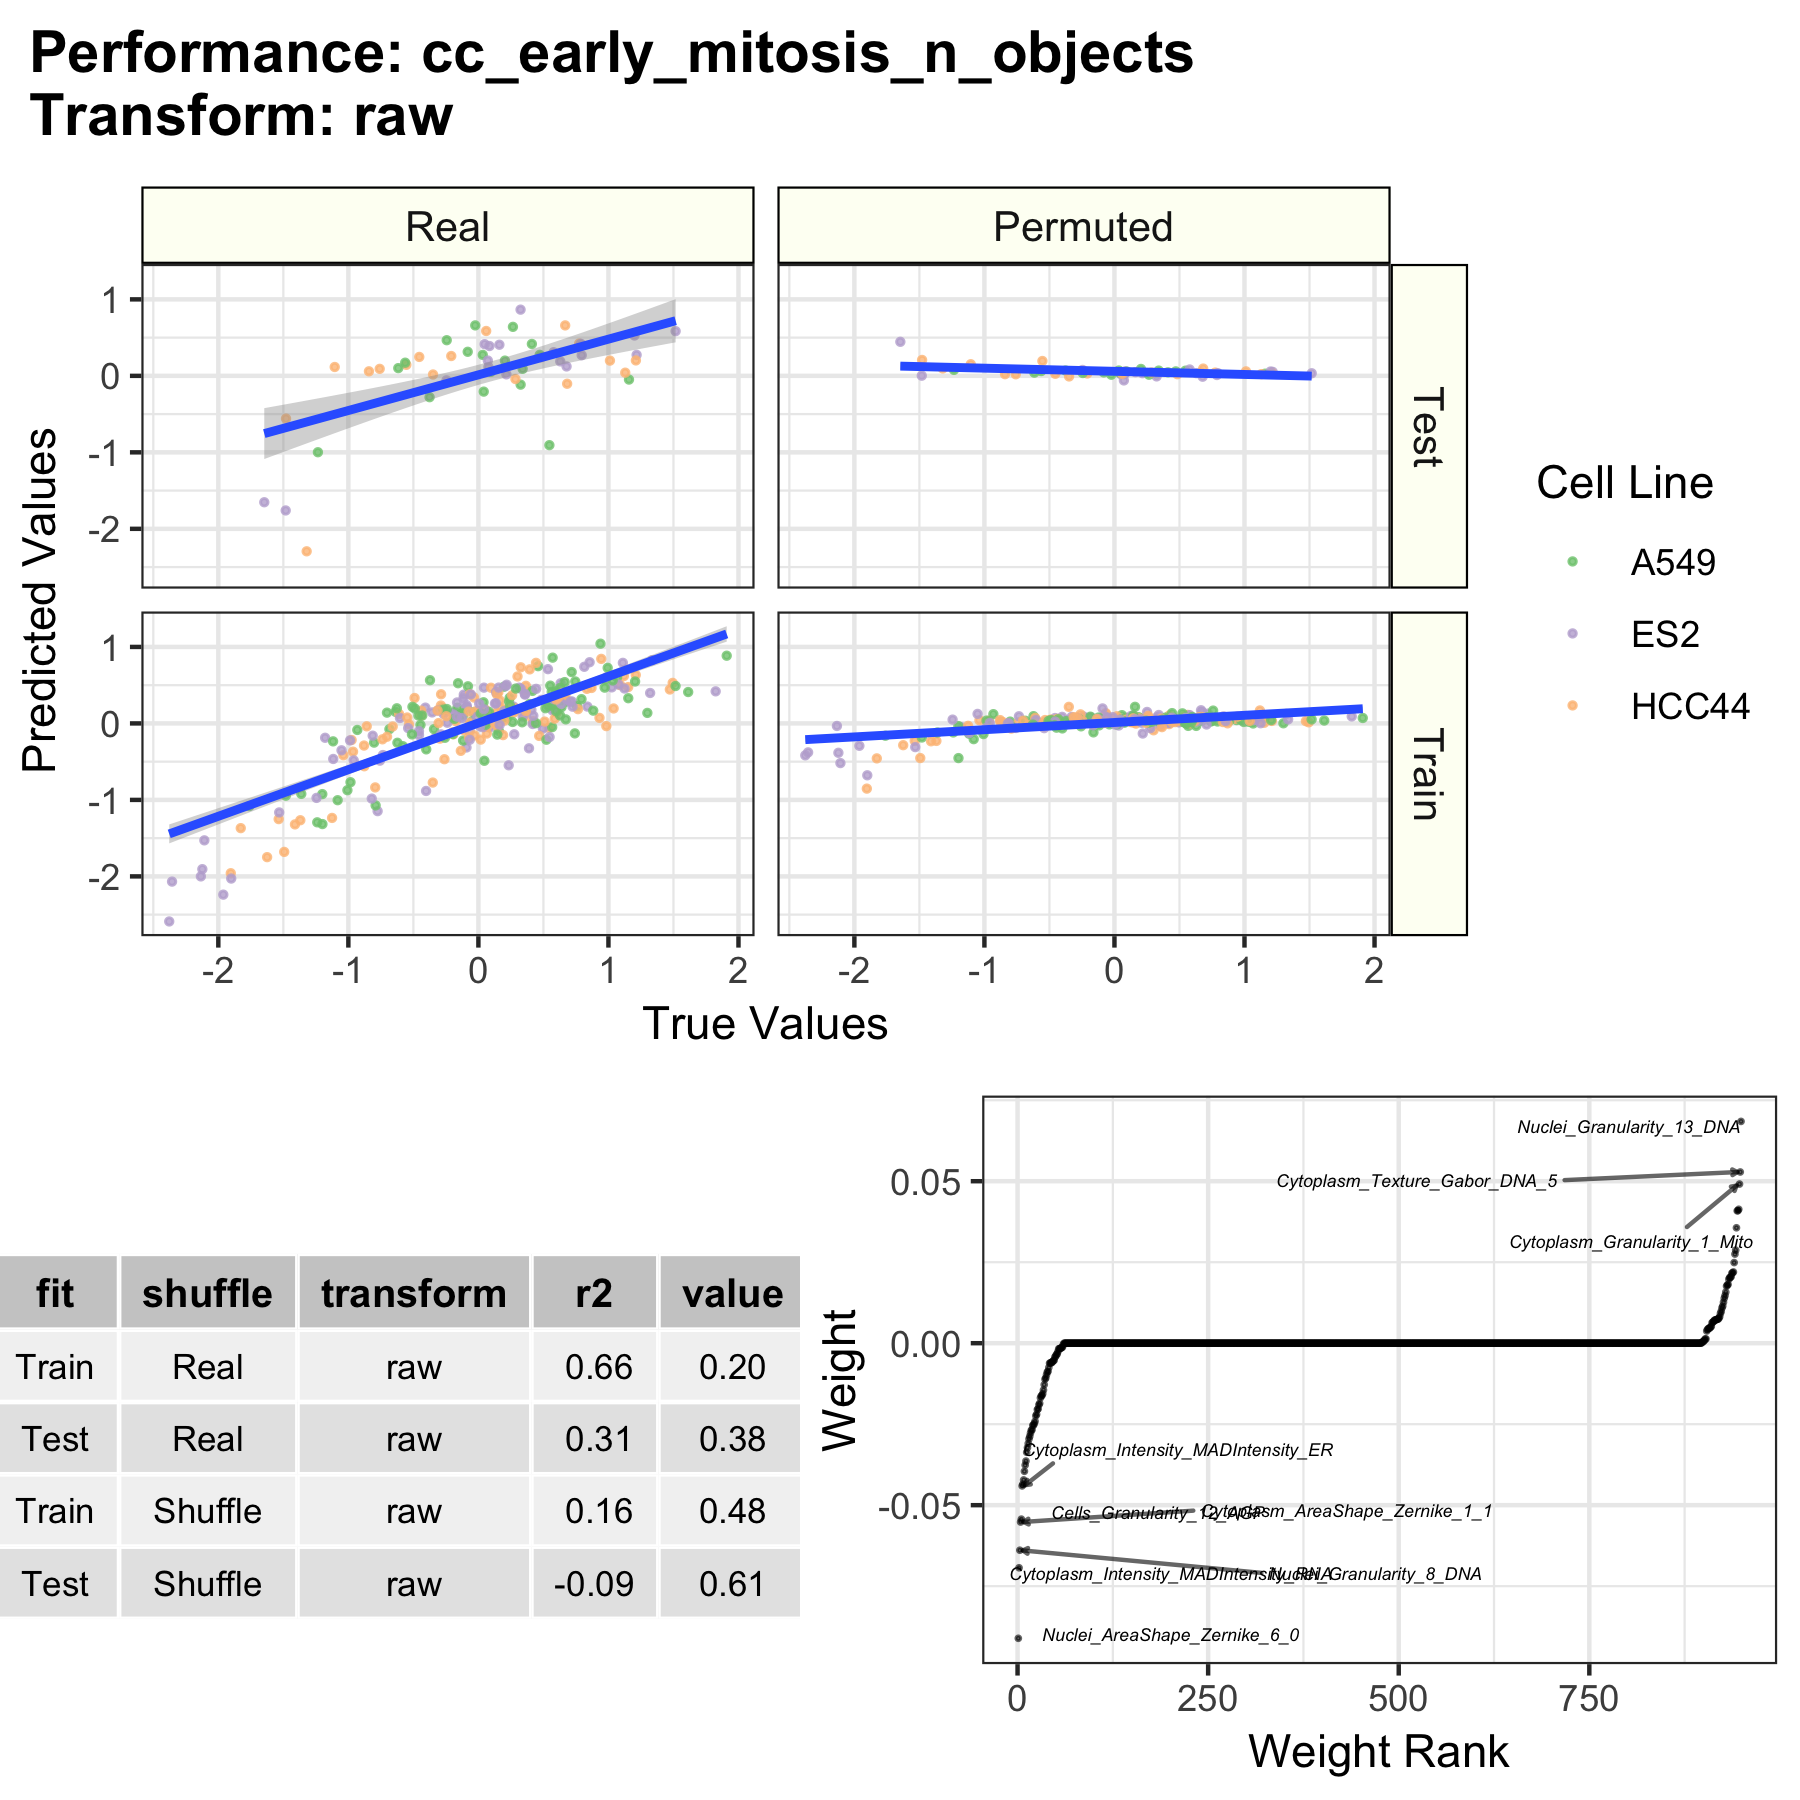 Performance: cc_early_mitosis_n_objects
Transform: raw
Real
Permuted
1
0
-1
-2
Test
1
0
-1
-2
Train
Predicted Values
-2 -1 0 1 2
-2 -1 0 1 2
True Values
Cell Line
A549
ES2
HCC44
fit shuffle transform r2 value
Train Real raw 0.66 0.20
Test Real raw 0.31 0.38
Train Shuffle raw 0.16 0.48
Test Shuffle raw -0.09 0.61
Weight
0.05
0.00
-0.05
Nuclei_Granularity_13_DNA
Cytoplasm_Texture_Gabor_DNA_5
Cytoplasm_Granularity_1_Mito
Cytoplasm_Intensity_MADIntensity_ER
Cells_Granularity_12_AGP
Cytoplasm_AreaShape_Zernike_1_1
Cytoplasm_Intensity_MADIntensity_RNA
Nuclei_Granularity_8_DNA
Nuclei_AreaShape_Zernike_6_0
0 250 500 750
Weight Rank